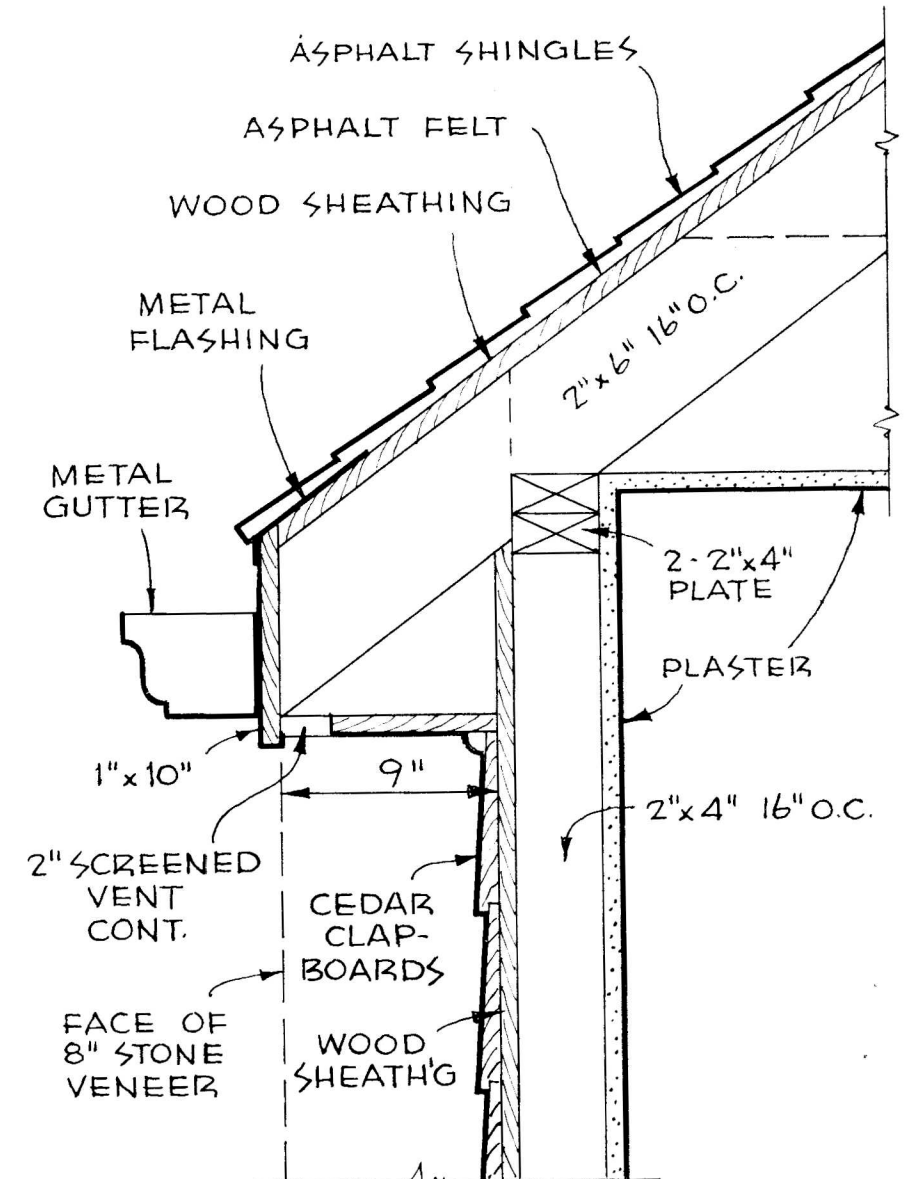 ASPHALT SHINGLES
ASPHALT FELT
WOOD SHEATHING
METAL
FLASHING
2"x6" 16"O.C.
METAL
GUTTER
2-2"x4"
PLATE
PLASTER
1"x10"
9"
2"x4" 16"O.C.
2" SCREENED
VENT
CONT.
CEDAR
CLAP-
BOARDS
FACE OF
8" STONE
VENEER
WOOD
SHEATH'G